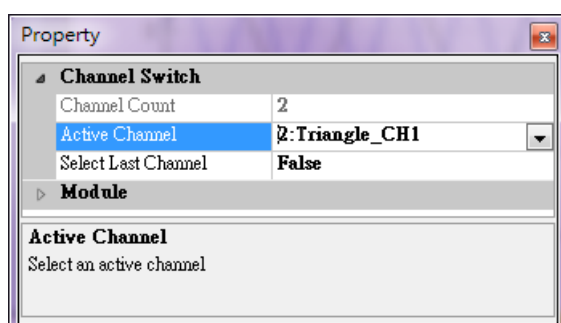 Property
Channel Switch
Channel Count 2
Active Channel 2:Triangle_CH1
Select Last Channel False
Module
Active Channel
Select an active channel